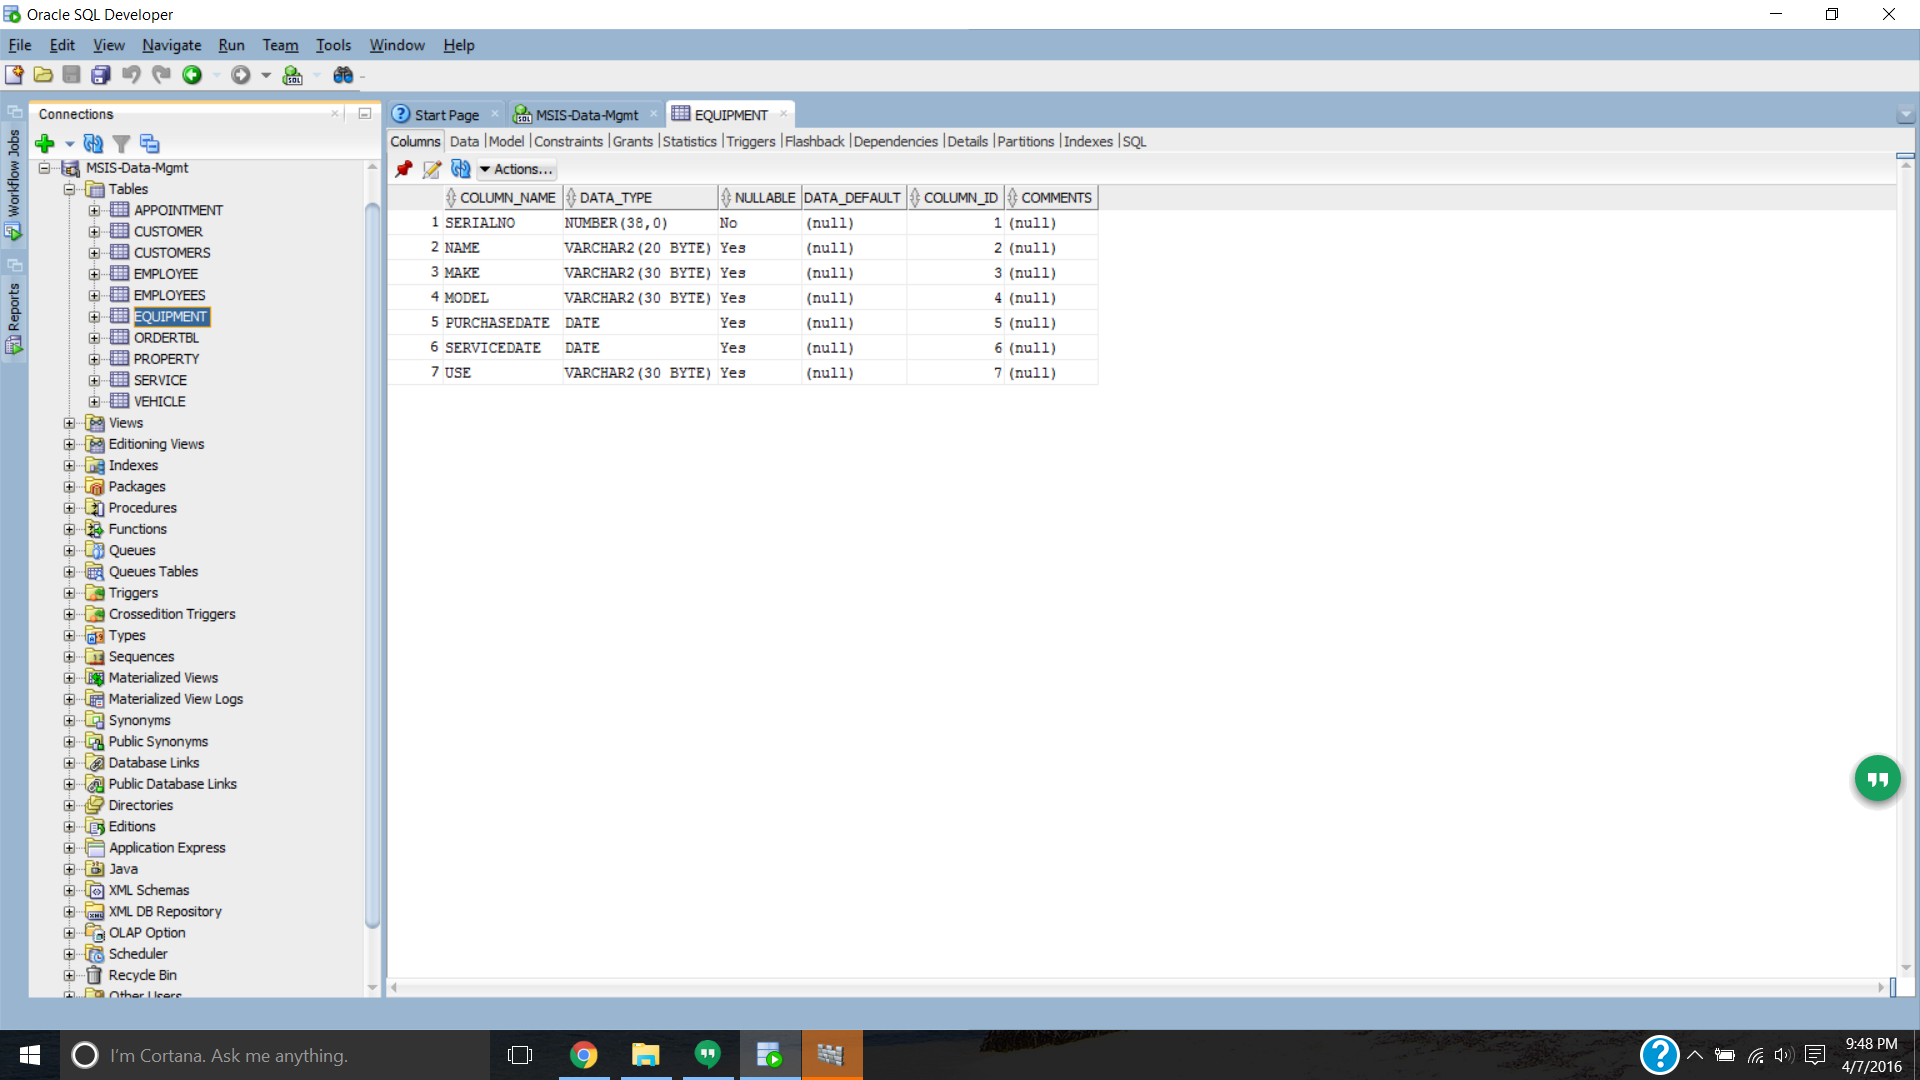 Oracle SQL Developer
File Edit View Navigate Run Team Tools Window Help
Workflow Jobs
Reports
Connections
MSIS-Data-Mgmt
Tables
APPOINTMENT
CUSTOMER
CUSTOMERS
EMPLOYEE
EMPLOYEES
EQUIPMENT
ORDERTBL
PROPERTY
SERVICE
VEHICLE
Views
Editioning Views
Indexes
Packages
Procedures
Functions
Queues
Queues Tables
Triggers
Crossedition Triggers
Types
Sequences
Materialized Views
Materialized View Logs
Synonyms
Public Synonyms
Database Links
Public Database Links
Directories
Editions
Application Express
Java
XML Schemas
XML DB Repository
OLAP Option
Scheduler
Recycle Bin
Other Users
Start Page MSIS-Data-Mgmt EQUIPMENT
Columns Data Model Constraints Grants Statistics Triggers Flashback Dependencies Details Partitions Indexes SQL
Actions...
COLUMN_NAME DATA_TYPE NULLABLE DATA_DEFAULT COLUMN_ID COMMENTS
1 SERIALNO NUMBER(38,0) No (null) 1 (null)
2 NAME VARCHAR2(20 BYTE) Yes (null) 2 (null)
3 MAKE VARCHAR2(30 BYTE) Yes (null) 3 (null)
4 MODEL VARCHAR2(30 BYTE) Yes (null) 4 (null)
5 PURCHASEDATE DATE Yes (null) 5 (null)
6 SERVICEDATE DATE Yes (null) 6 (null)
7 USE VARCHAR2(30 BYTE) Yes (null) 7 (null)
I'm Cortana. Ask me anything.
9:48 PM
4/7/2016